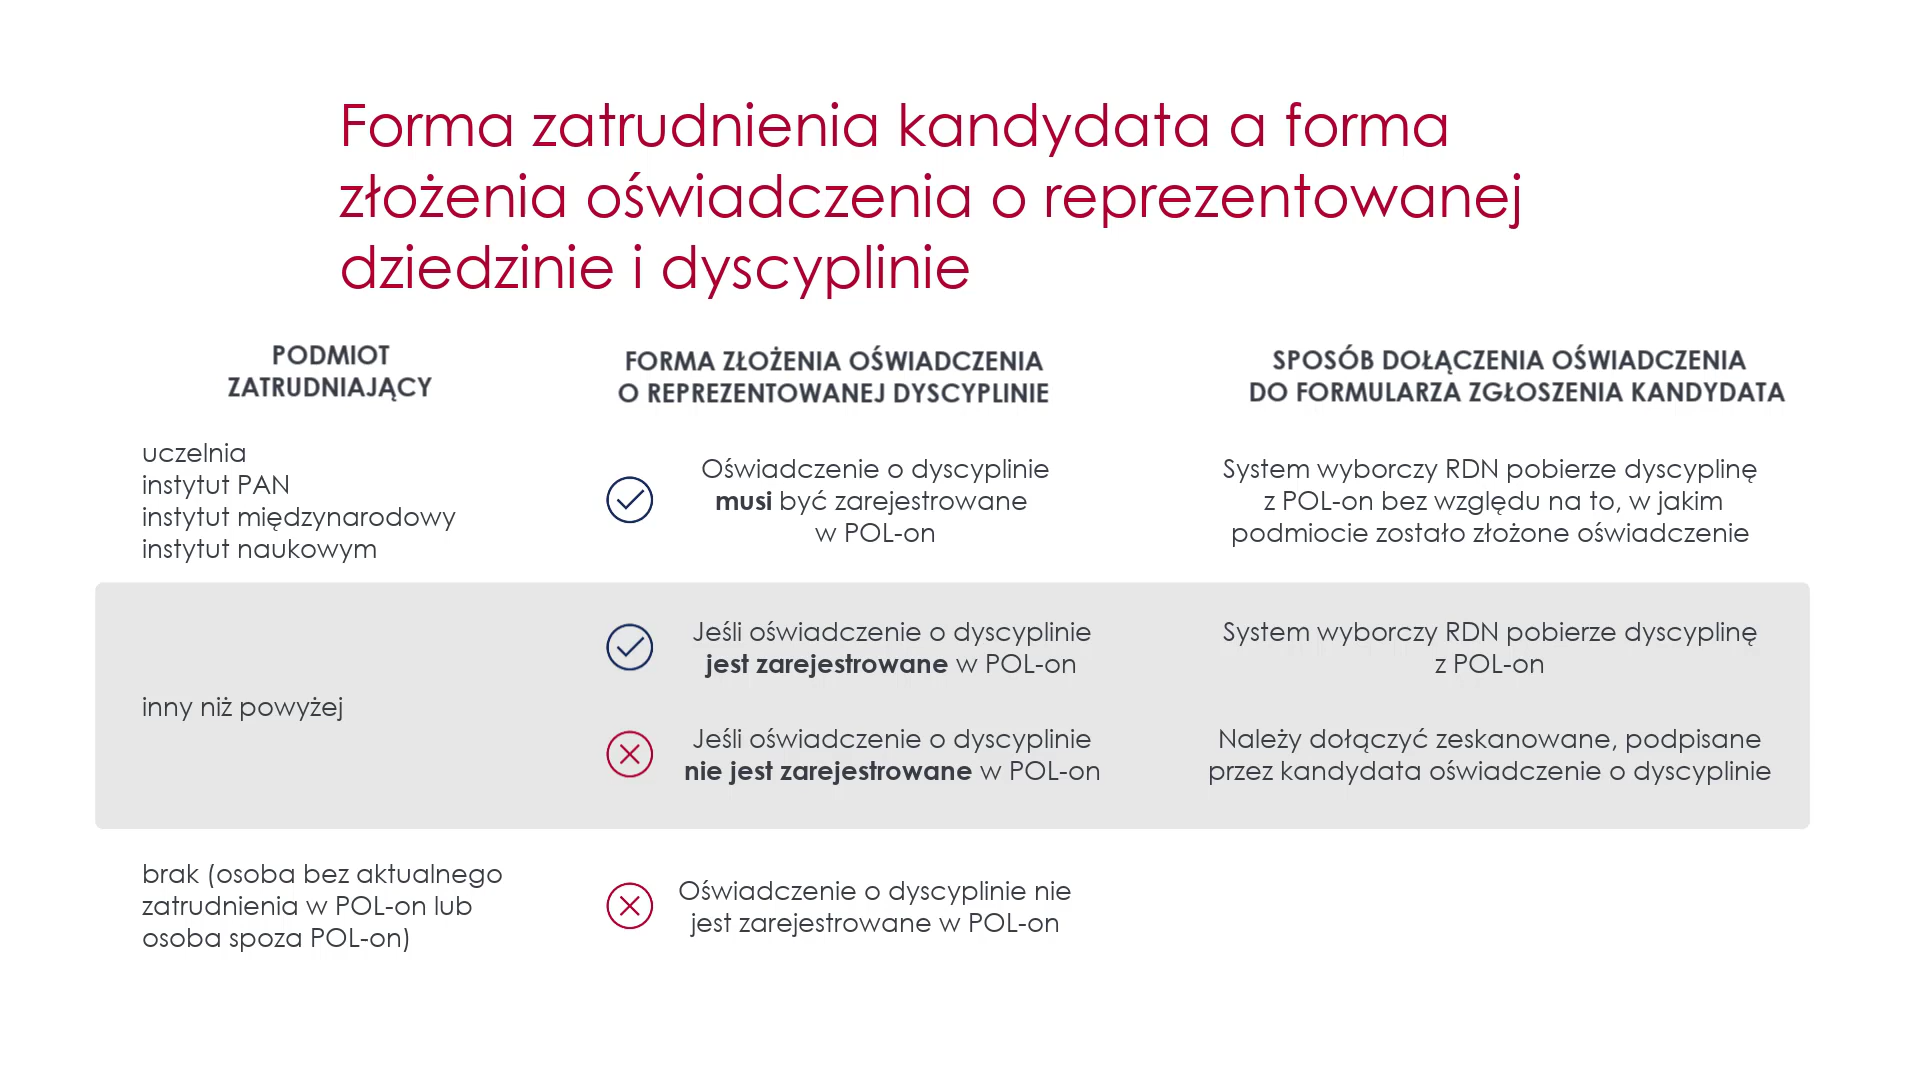 Forma zatrudnienia kandydata a forma
złożenia oświadczenia o reprezentowanej
dziedzinie i dyscyplinie
PODMIOT
ZATRUDNIAJĄCY
FORMA ZŁOŻENIA OŚWIADCZENIA
O REPREZENTOWANEJ DYSCYPLINIE
SPOSÓB DOŁĄCZENIA OŚWIADCZENIA
DO FORMULARZA ZGŁOSZENIA KANDYDATA
uczelnia
instytut PAN
instytut międzynarodowy
instytut naukowym
Oświadczenie o dyscyplinie
musi być zarejestrowane
w POL-on
System wyborczy RDN pobierze dyscyplinę
z POL-on bez względu na to, w jakim
podmiocie zostało złożone oświadczenie
inny niż powyżej
Jeśli oświadczenie o dyscyplinie
jest zarejestrowane w POL-on
System wyborczy RDN pobierze dyscyplinę
z POL-on
Jeśli oświadczenie o dyscyplinie
nie jest zarejestrowane w POL-on
Należy dołączyć zeskanowane, podpisane
przez kandydata oświadczenie o dyscyplinie
brak (osoba bez aktualnego
zatrudnienia w POL-on lub
osoba spoza POL-on)
Oświadczenie o dyscyplinie nie
jest zarejestrowane w POL-on